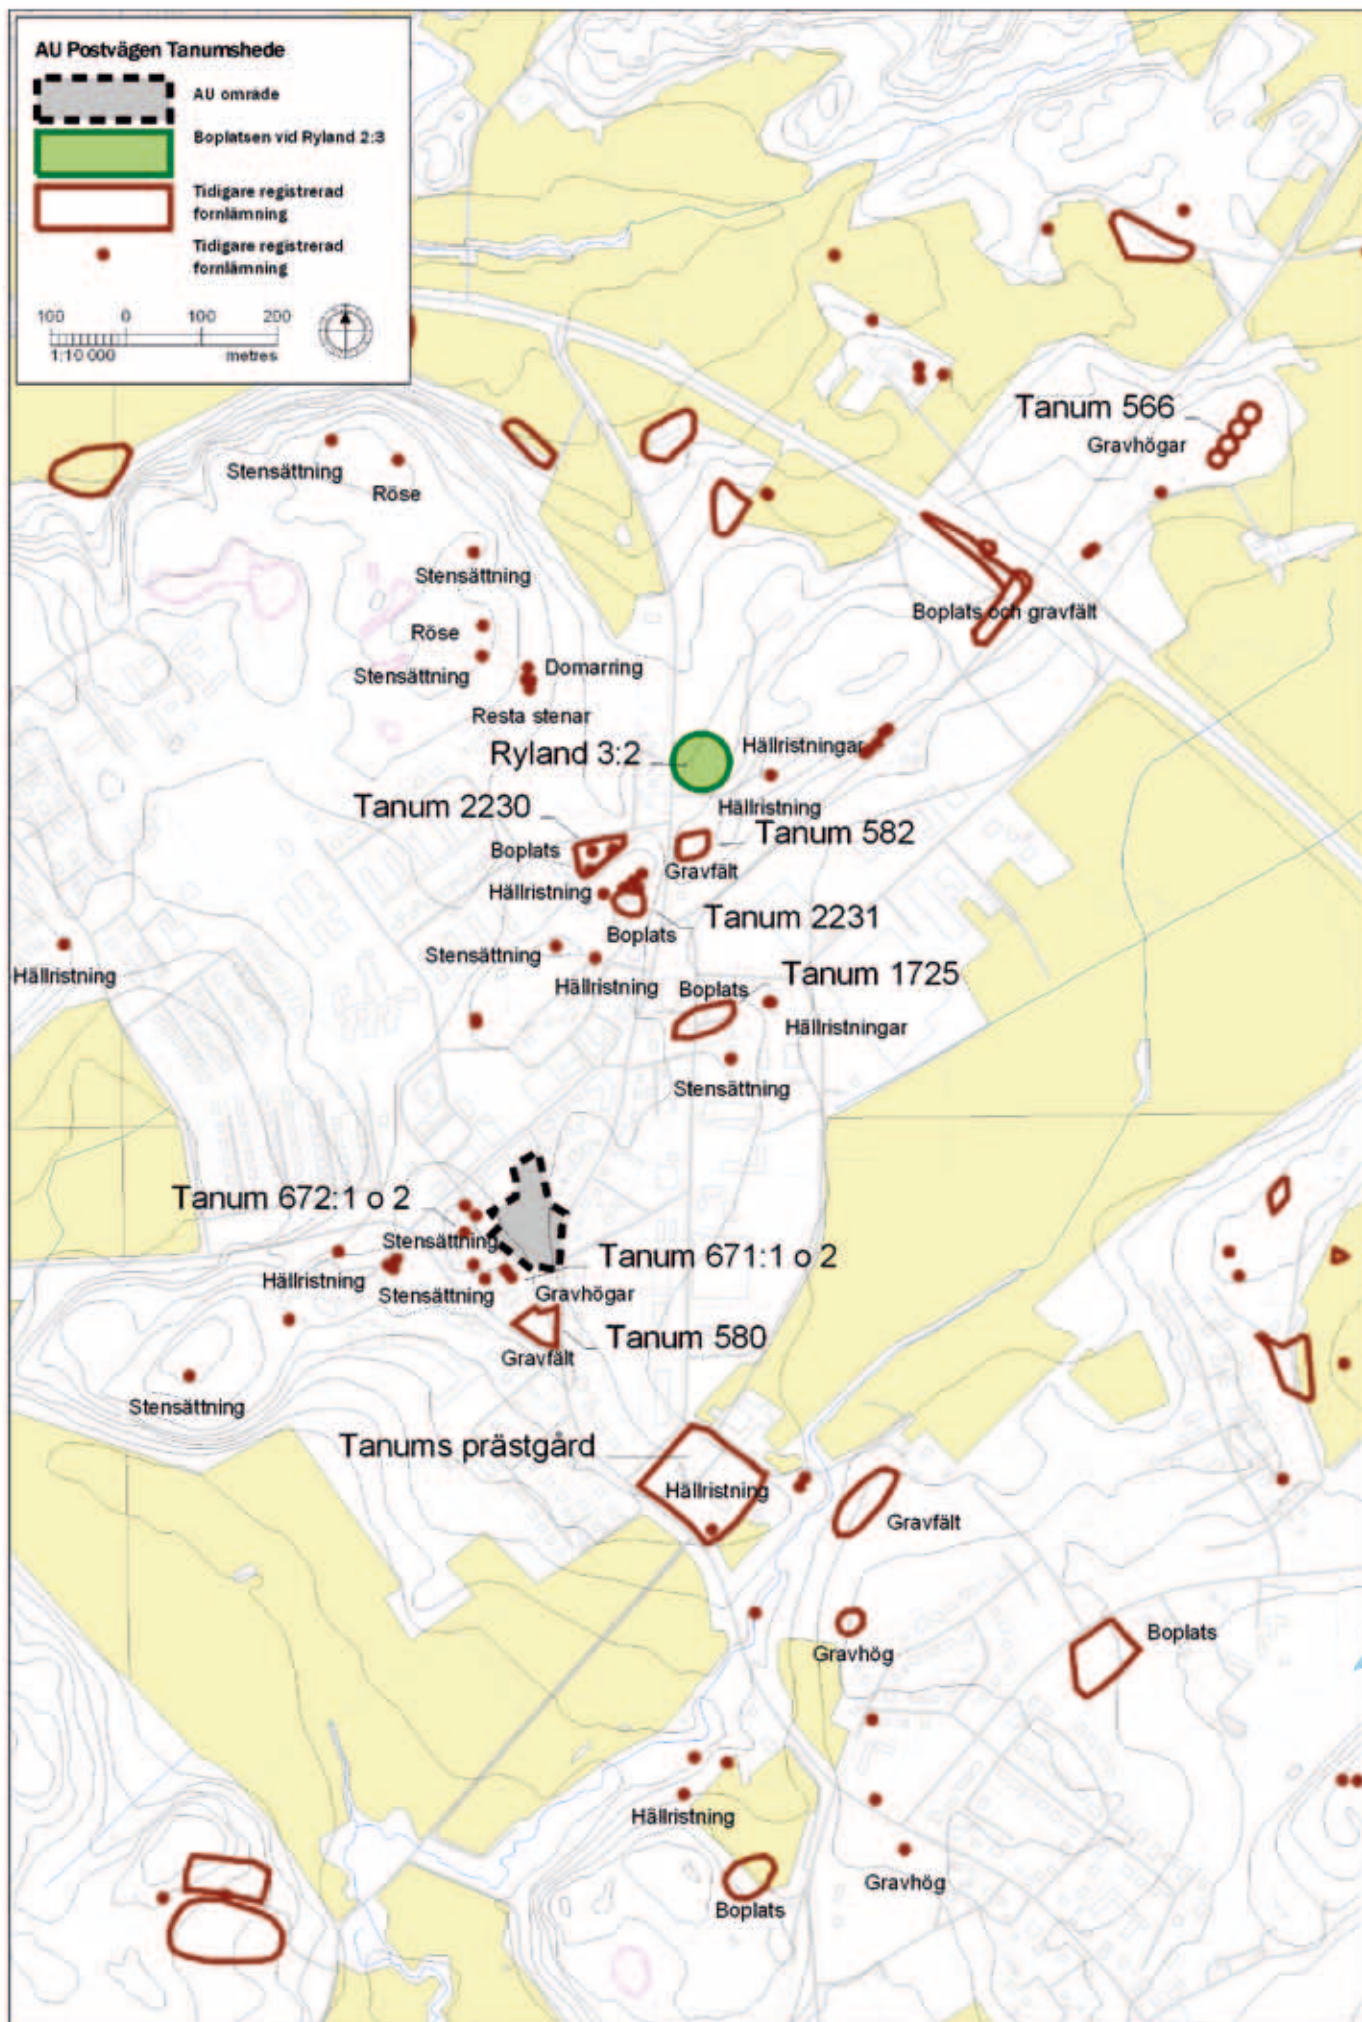 AU Postvägen Tanumshede
AU område
Boplatsen vid Ryland 2:3
Tidigare registrerad
fornlämning
Tidigare registrerad
fornlämning
100 0 100 200
1:10 000 metres
Tanum 566
Gravhögar
Stensättning
Röse
Stensättning
Boplats och gravfält
Röse
Stensättning
Domarring
Resta stenar
Ryland 3:2
Hällristningar
Hällristning
Tanum 2230
Tanum 582
Boplats
Gravfält
Hällristning
Tanum 2231
Boplats
Stensättning
Hällristning
Hällristning
Boplats
Tanum 1725
Hällristningar
Stensättning
Tanum 672:1 o 2
Stensättning
Tanum 671:1 o 2
Hällristning
Stensättning
Gravhögar
Tanum 580
Gravfält
Stensättning
Tanums prästgård
Hällristning
Gravfält
Gravhög
Boplats
Hällristning
Gravhög
Boplats